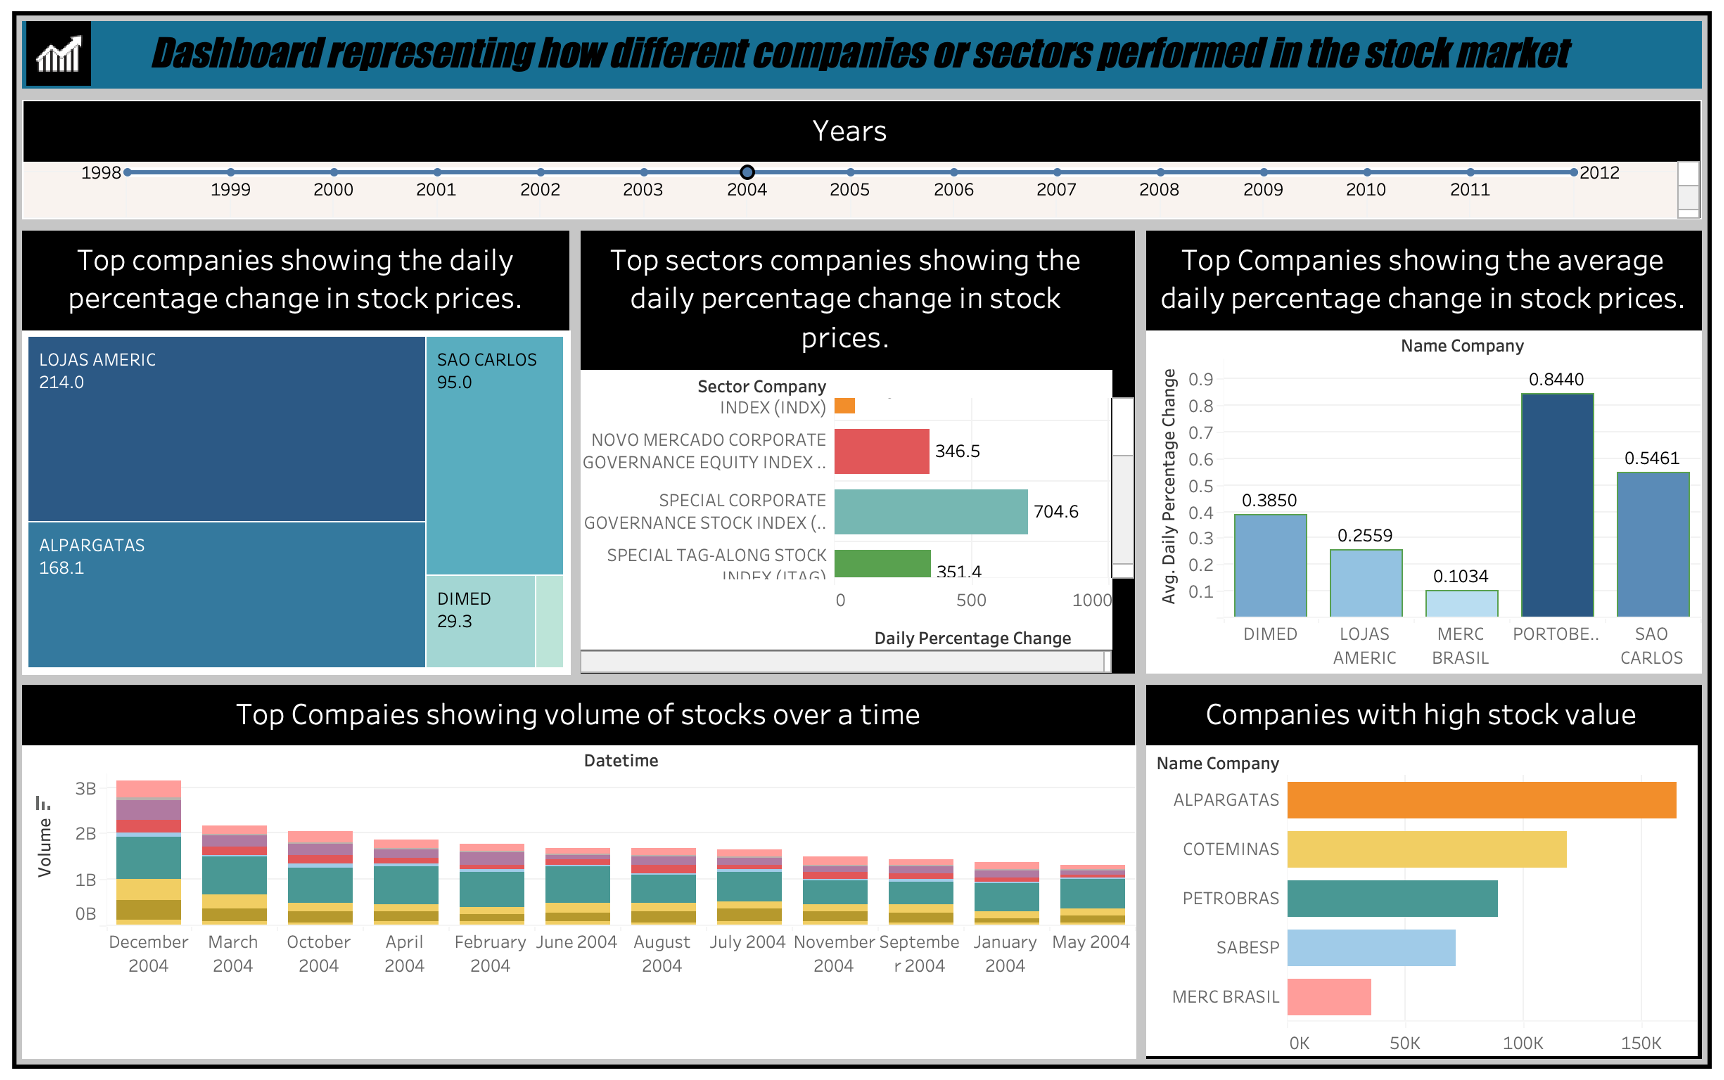 Dashboard representing how different companies or sectors performed in the stock market
Years
1998
1999
2000
2001
2002
2003
2004
2005
2006
2007
2008
2009
2010
2011
2012
Top companies showing the daily
percentage change in stock prices.
LOJAS AMERIC
214.0
SAO CARLOS
95.0
ALPARGATAS
168.1
DIMED
29.3
Top sectors companies showing the
daily percentage change in stock
prices.
Sector Company
INDEX (INDX)
NOVO MERCADO CORPORATE
GOVERNANCE EQUITY INDEX ..
346.5
SPECIAL CORPORATE
GOVERNANCE STOCK INDEX (..
704.6
SPECIAL TAG-ALONG STOCK
INDEX (ITAG)
351.4
0
500
1000
Daily Percentage Change
Top Companies showing the average
daily percentage change in stock prices.
Name Company
Avg. Daily Percentage Change
0.9
0.8
0.7
0.6
0.5
0.4
0.3
0.2
0.1
0.3850
0.2559
0.1034
0.8440
0.5461
DIMED
LOJAS
AMERIC
MERC
BRASIL
PORTOBE..
SAO
CARLOS
Top Compaies showing volume of stocks over a time
Datetime
Volume
3B
2B
1B
0B
December
2004
March
2004
October
2004
April
2004
February
2004
June 2004
August
2004
July 2004
November
2004
Septembe
r 2004
January
2004
May 2004
Companies with high stock value
Name Company
ALPARGATAS
COTEMINAS
PETROBRAS
SABESP
MERC BRASIL
0K
50K
100K
150K